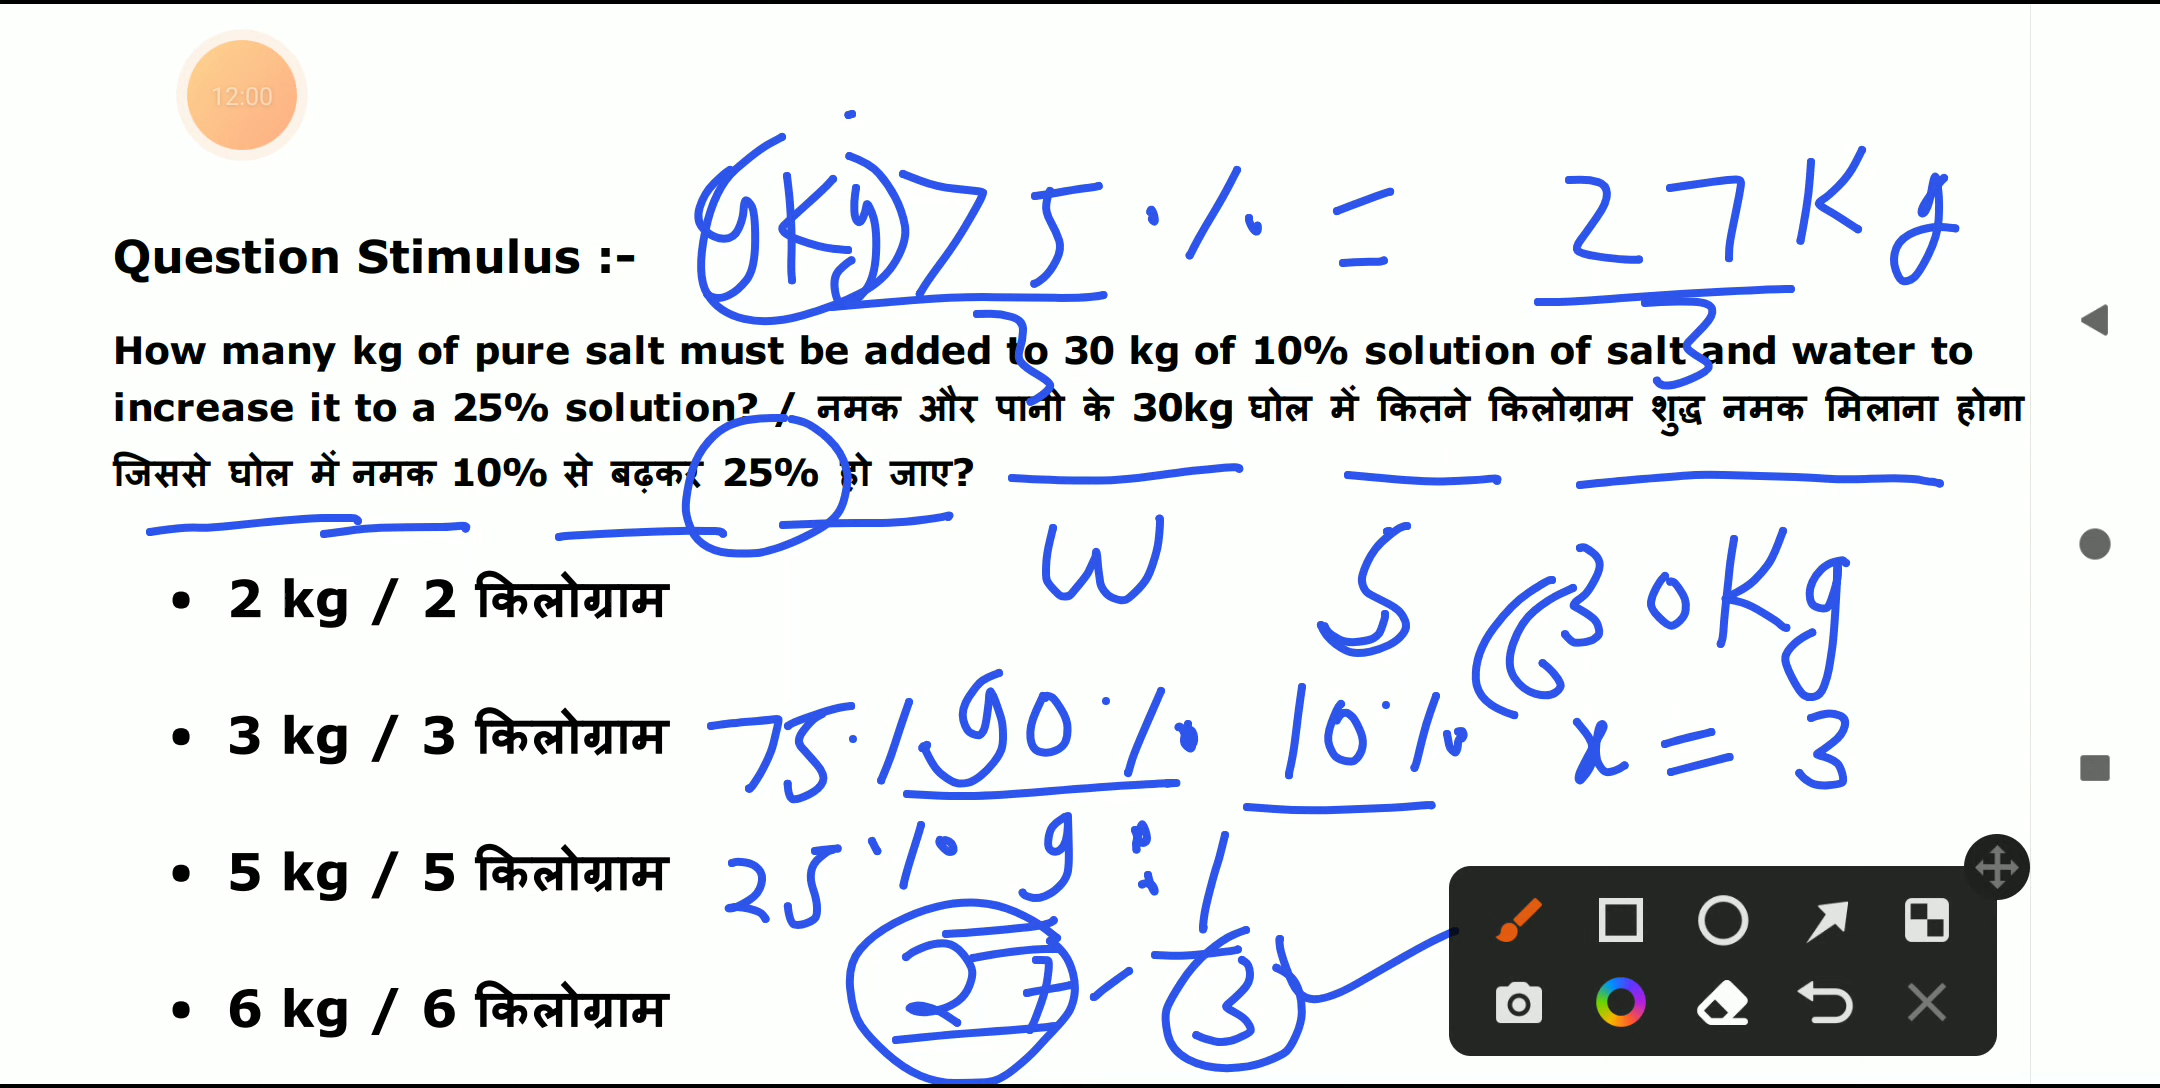 12:00
9Kg 75% = 27Kg
Question Stimulus :-
3 3
How many kg of pure salt must be added to 30 kg of 10% solution of salt and water to
increase it to a 25% solution? / नमक और पानी के 30kg घोल में कितने किलोग्राम शुद्ध नमक मिलाना होगा
जिससे घोल में नमक 10% से बढ़कर 25% हो जाए?
W S 30Kg
• 2 kg / 2 किलोग्राम
• 3 kg / 3 किलोग्राम 75% 90% 10% x = 3
• 5 kg / 5 किलोग्राम 25% 9 : 1
• 6 kg / 6 किलोग्राम 27 3